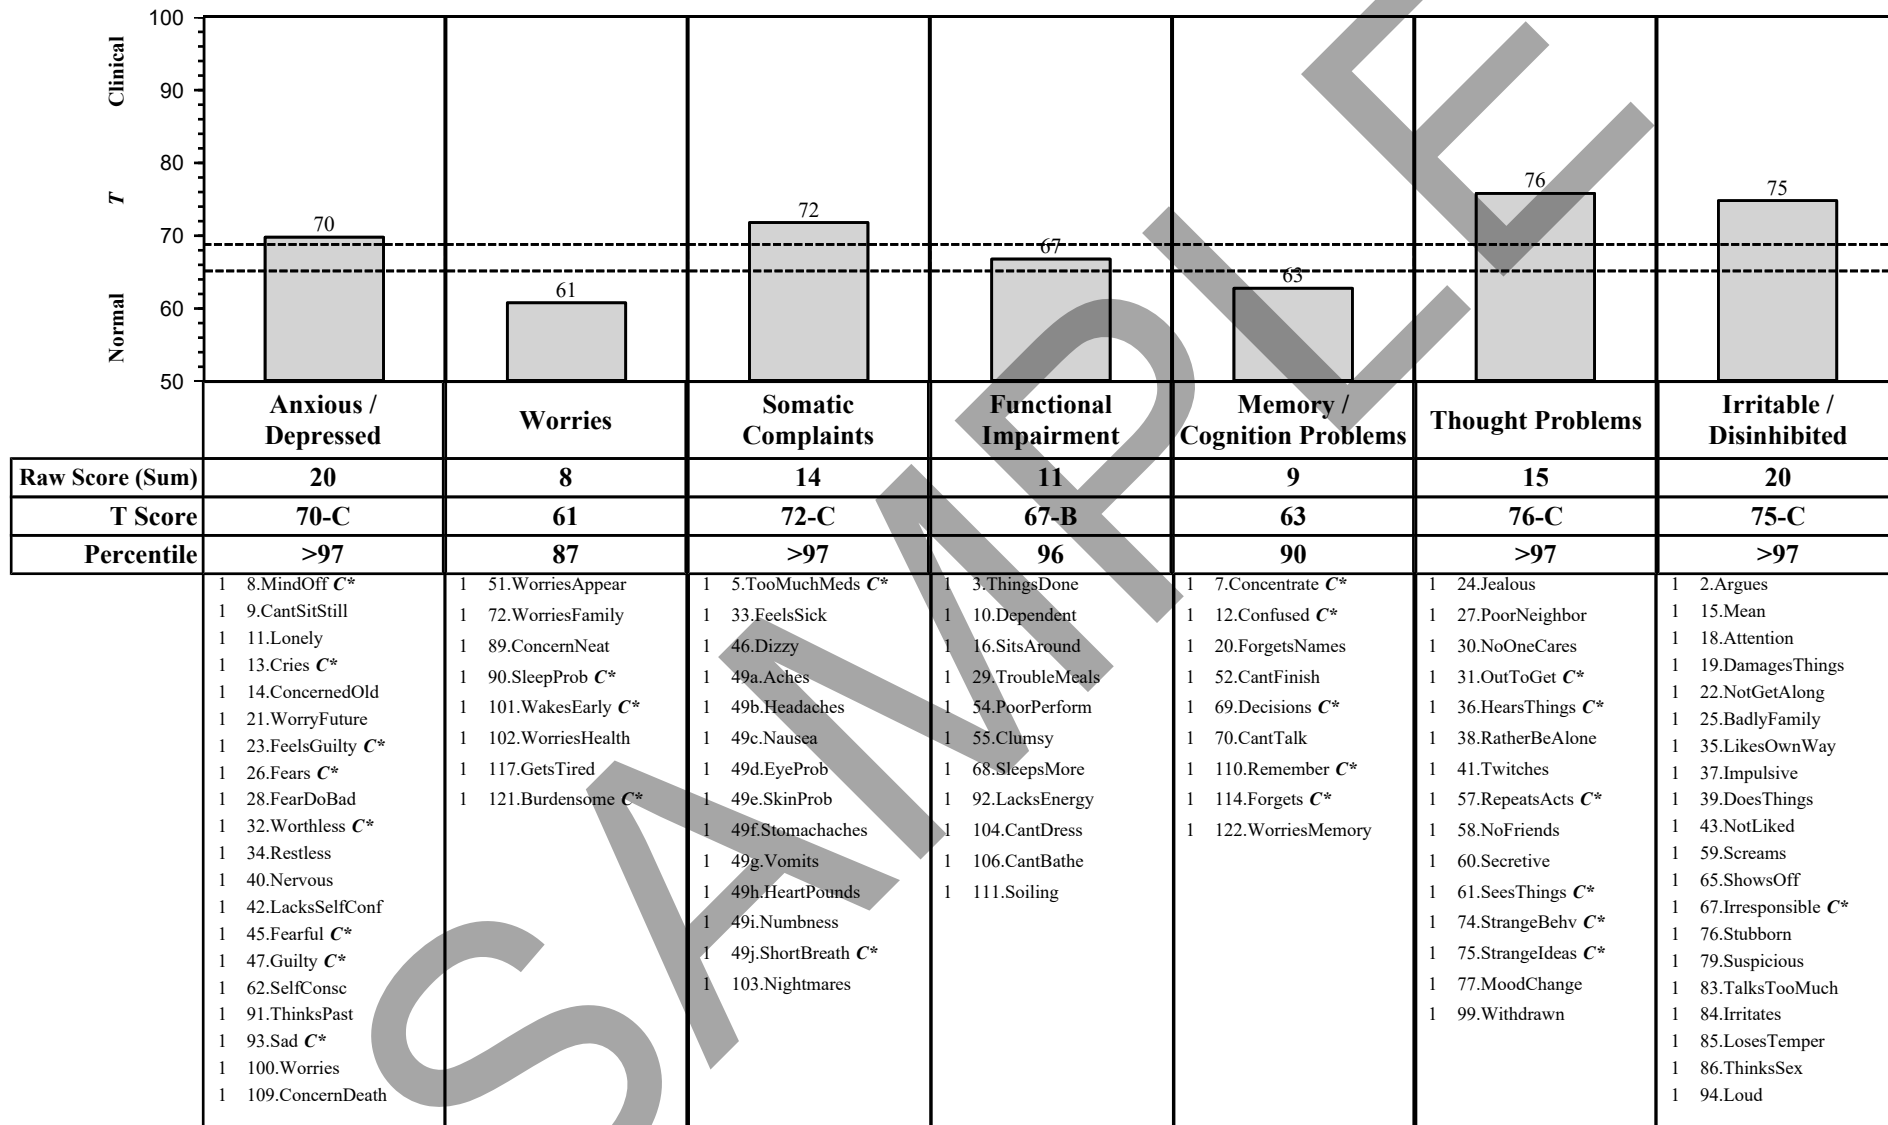 100
90
80
70
60
50
Clinical
T
Normal
70
61
72
67
63
76
75
Anxious /
Depressed
Worries
Somatic
Complaints
Functional
Impairment
Memory /
Cognition Problems
Thought Problems
Irritable /
Disinhibited
Raw Score (Sum) 20 8 14 11 9 15 20
T Score 70-C 61 72-C 67-B 63 76-C 75-C
Percentile >97 87 >97 96 90 >97 >97
1 8.MindOff C*
1 9.CantSitStill
1 11.Lonely
1 13.Cries C*
1 14.ConcernedOld
1 21.WorryFuture
1 23.FeelsGuilty C*
1 26.Fears C*
1 28.FearDoBad
1 32.Worthless C*
1 34.Restless
1 40.Nervous
1 42.LacksSelfConf
1 45.Fearful C*
1 47.Guilty C*
1 62.SelfConsc
1 91.ThinksPast
1 93.Sad C*
1 100.Worries
1 109.ConcernDeath
1 51.WorriesAppear
1 72.WorriesFamily
1 89.ConcernNeat
1 90.SleepProb C*
1 101.WakesEarly C*
1 102.WorriesHealth
1 117.GetsTired
1 121.Burdensome C*
1 5.TooMuchMeds C*
1 33.FeelsSick
1 46.Dizzy
1 49a.Aches
1 49b.Headaches
1 49c.Nausea
1 49d.EyeProb
1 49e.SkinProb
1 49f.Stomachaches
1 49g.Vomits
1 49h.HeartPounds
1 49i.Numbness
1 49j.ShortBreath C*
1 103.Nightmares
1 3.ThingsDone
1 10.Dependent
1 16.SitsAround
1 29.TroubleMeals
1 54.PoorPerform
1 55.Clumsy
1 68.SleepsMore
1 92.LacksEnergy
1 104.CantDress
1 106.CantBathe
1 111.Soiling
1 7.Concentrate C*
1 12.Confused C*
1 20.ForgetsNames
1 52.CantFinish
1 69.Decisions C*
1 70.CantTalk
1 110.Remember C*
1 114.Forgets C*
1 122.WorriesMemory
1 24.Jealous
1 27.PoorNeighbor
1 30.NoOneCares
1 31.OutToGet C*
1 36.HearsThings C*
1 38.RatherBeAlone
1 41.Twitches
1 57.RepeatsActs C*
1 58.NoFriends
1 60.Secretive
1 61.SeesThings C*
1 74.StrangeBehv C*
1 75.StrangeIdeas C*
1 77.MoodChange
1 99.Withdrawn
1 2.Argues
1 15.Mean
1 18.Attention
1 19.DamagesThings
1 22.NotGetAlong
1 25.BadlyFamily
1 35.LikesOwnWay
1 37.Impulsive
1 39.DoesThings
1 43.NotLiked
1 59.Screams
1 65.ShowsOff
1 67.Irresponsible C*
1 76.Stubborn
1 79.Suspicious
1 83.TalksTooMuch
1 84.Irritates
1 85.LosesTemper
1 86.ThinksSex
1 94.Loud
SAMPLE